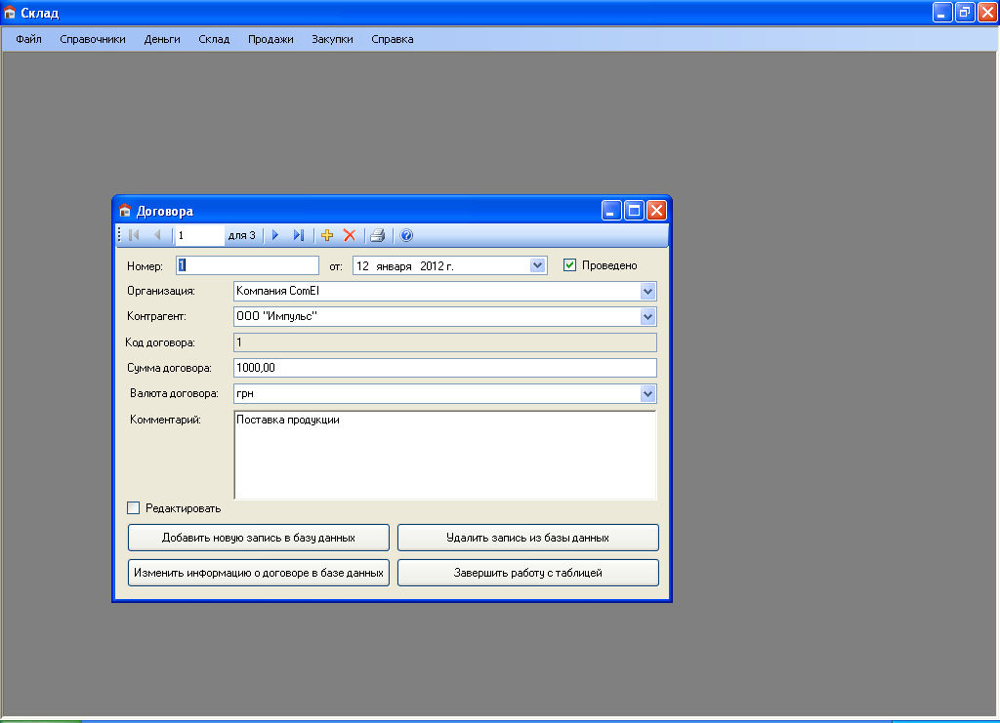 Склад
Файл Справочники Деньги Склад Продажи Закупки Справка
Договора
1 для 3
Номер: 1 от: 12 января 2012 г. Проведено
Организация: Компания ComEl
Контрагент: ООО "Импульс"
Код договора: 1
Сумма договора: 1000,00
Валюта договора: грн
Комментарий: Поставка продукции
Редактировать
Добавить новую запись в базу данных Удалить запись из базы данных
Изменить информацию о договоре в базе данных Завершить работу с таблицей